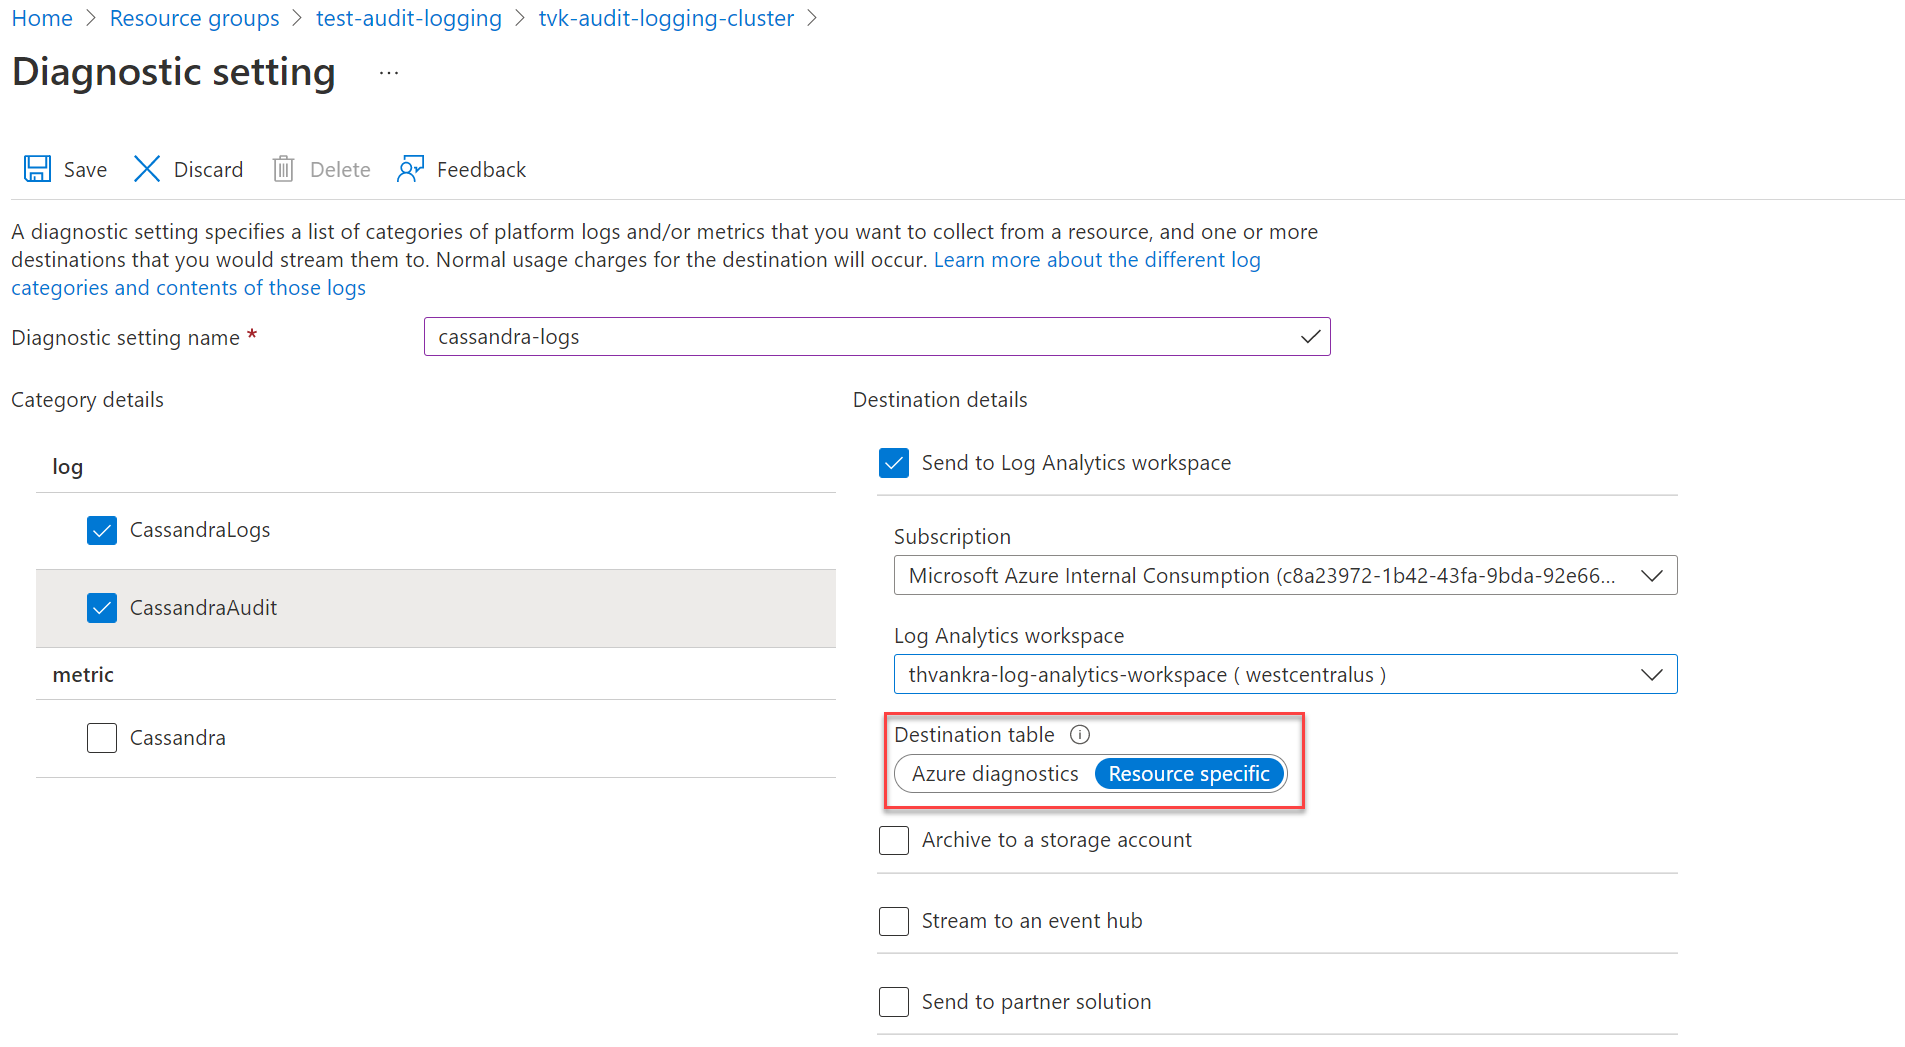 Home > Resource groups > test-audit-logging > tvk-audit-logging-cluster >
Diagnostic setting ...
Save Discard Delete Feedback
A diagnostic setting specifies a list of categories of platform logs and/or metrics that you want to collect from a resource, and one or more
destinations that you would stream them to. Normal usage charges for the destination will occur. Learn more about the different log
categories and contents of those logs
Diagnostic setting name *
cassandra-logs
Category details
log
CassandraLogs
CassandraAudit
metric
Cassandra
Destination details
Send to Log Analytics workspace
Subscription
Microsoft Azure Internal Consumption (c8a23972-1b42-43fa-9bda-92e66...
Log Analytics workspace
thvankra-log-analytics-workspace ( westcentralus )
Destination table
Azure diagnostics Resource specific
Archive to a storage account
Stream to an event hub
Send to partner solution